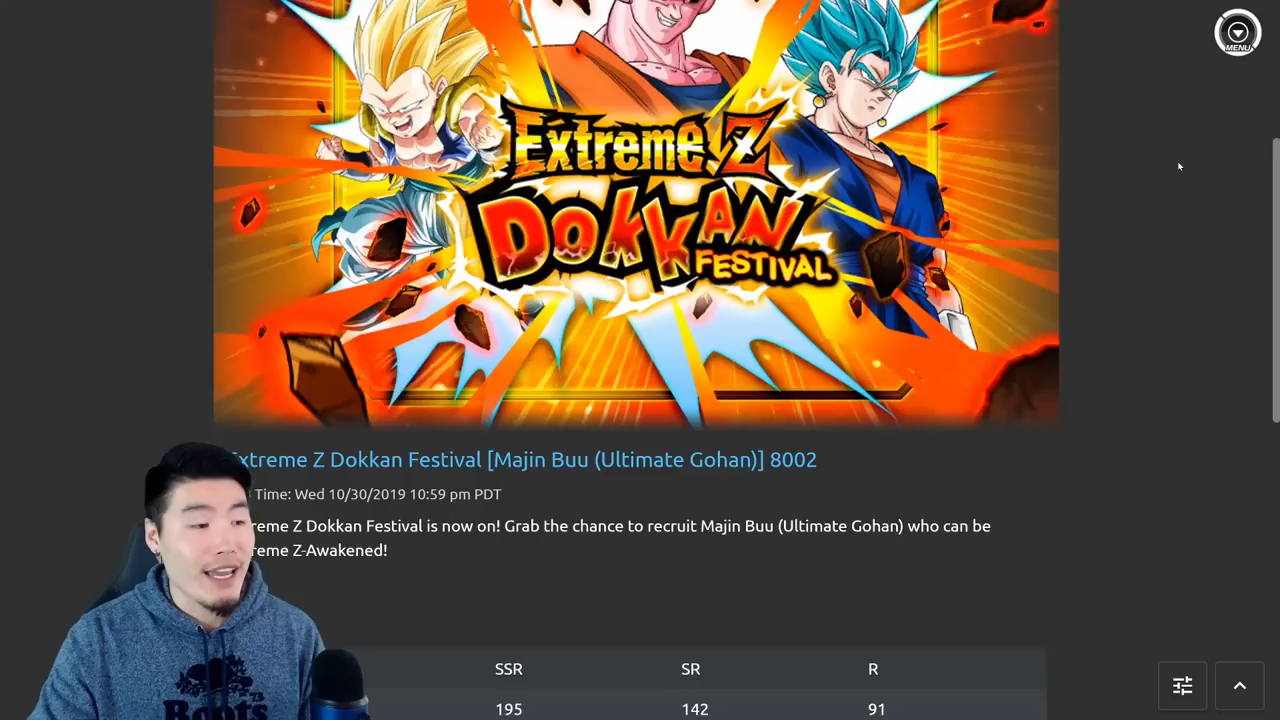 MENU
Extreme Z
DOKKAN
FESTIVAL
xtreme Z Dokkan Festival [Majin Buu (Ultimate Gohan)] 8002
Time: Wed 10/30/2019 10:59 pm PDT
reme Z Dokkan Festival is now on! Grab the chance to recruit Majin Buu (Ultimate Gohan) who can be
reme Z-Awakened!
SSR SR R
195 142 91
Roots
73